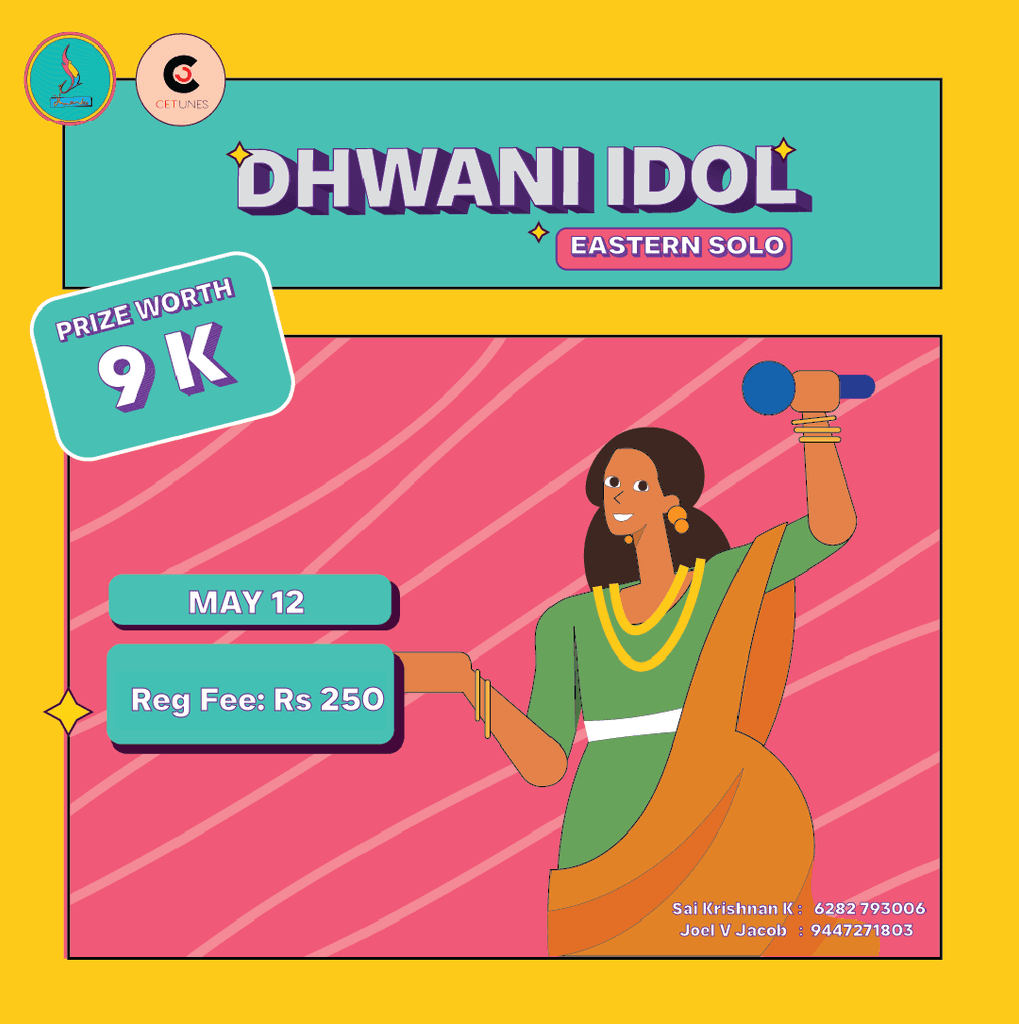 CETUNES
DHWANI IDOL
EASTERN SOLO
PRIZE WORTH
9 K
MAY 12
Reg Fee: Rs 250
Sai Krishnan K : 6282 793006
Joel V Jacob : 9447271803